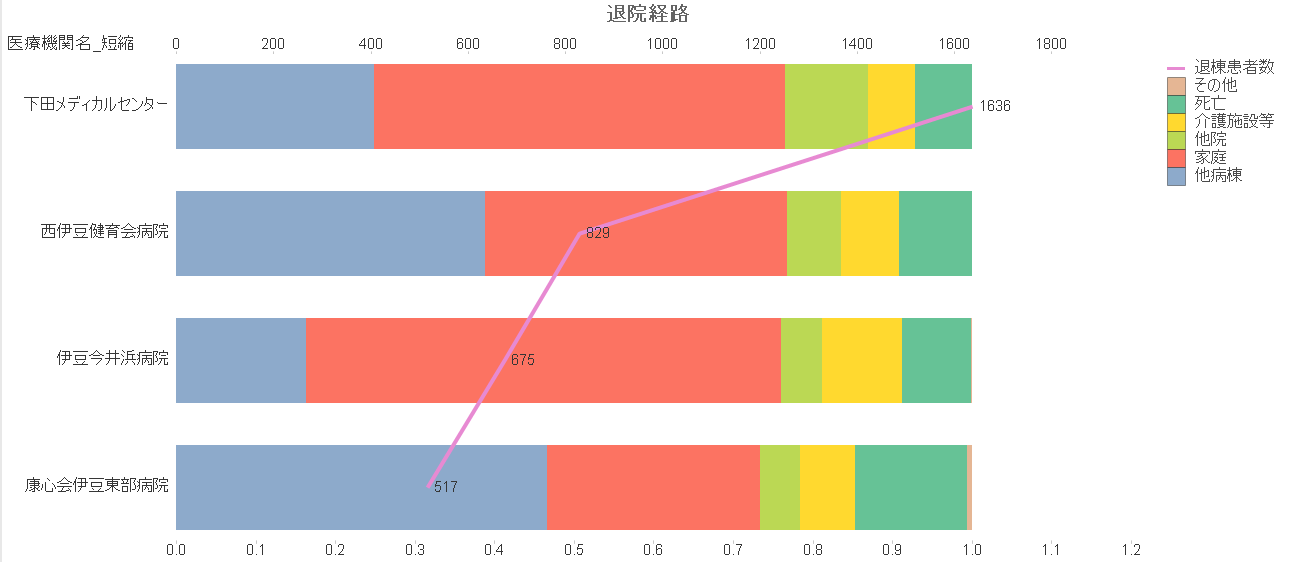 退院経路
医療機関名_短縮
0 200 400 600 800 1000 1200 1400 1600 1800
退棟患者数
その他
死亡
介護施設等
他院
家庭
他病棟
下田メディカルセンター
1636
西伊豆健育会病院
829
伊豆今井浜病院
675
康心会伊豆東部病院
517
0.0 0.1 0.2 0.3 0.4 0.5 0.6 0.7 0.8 0.9 1.0 1.1 1.2